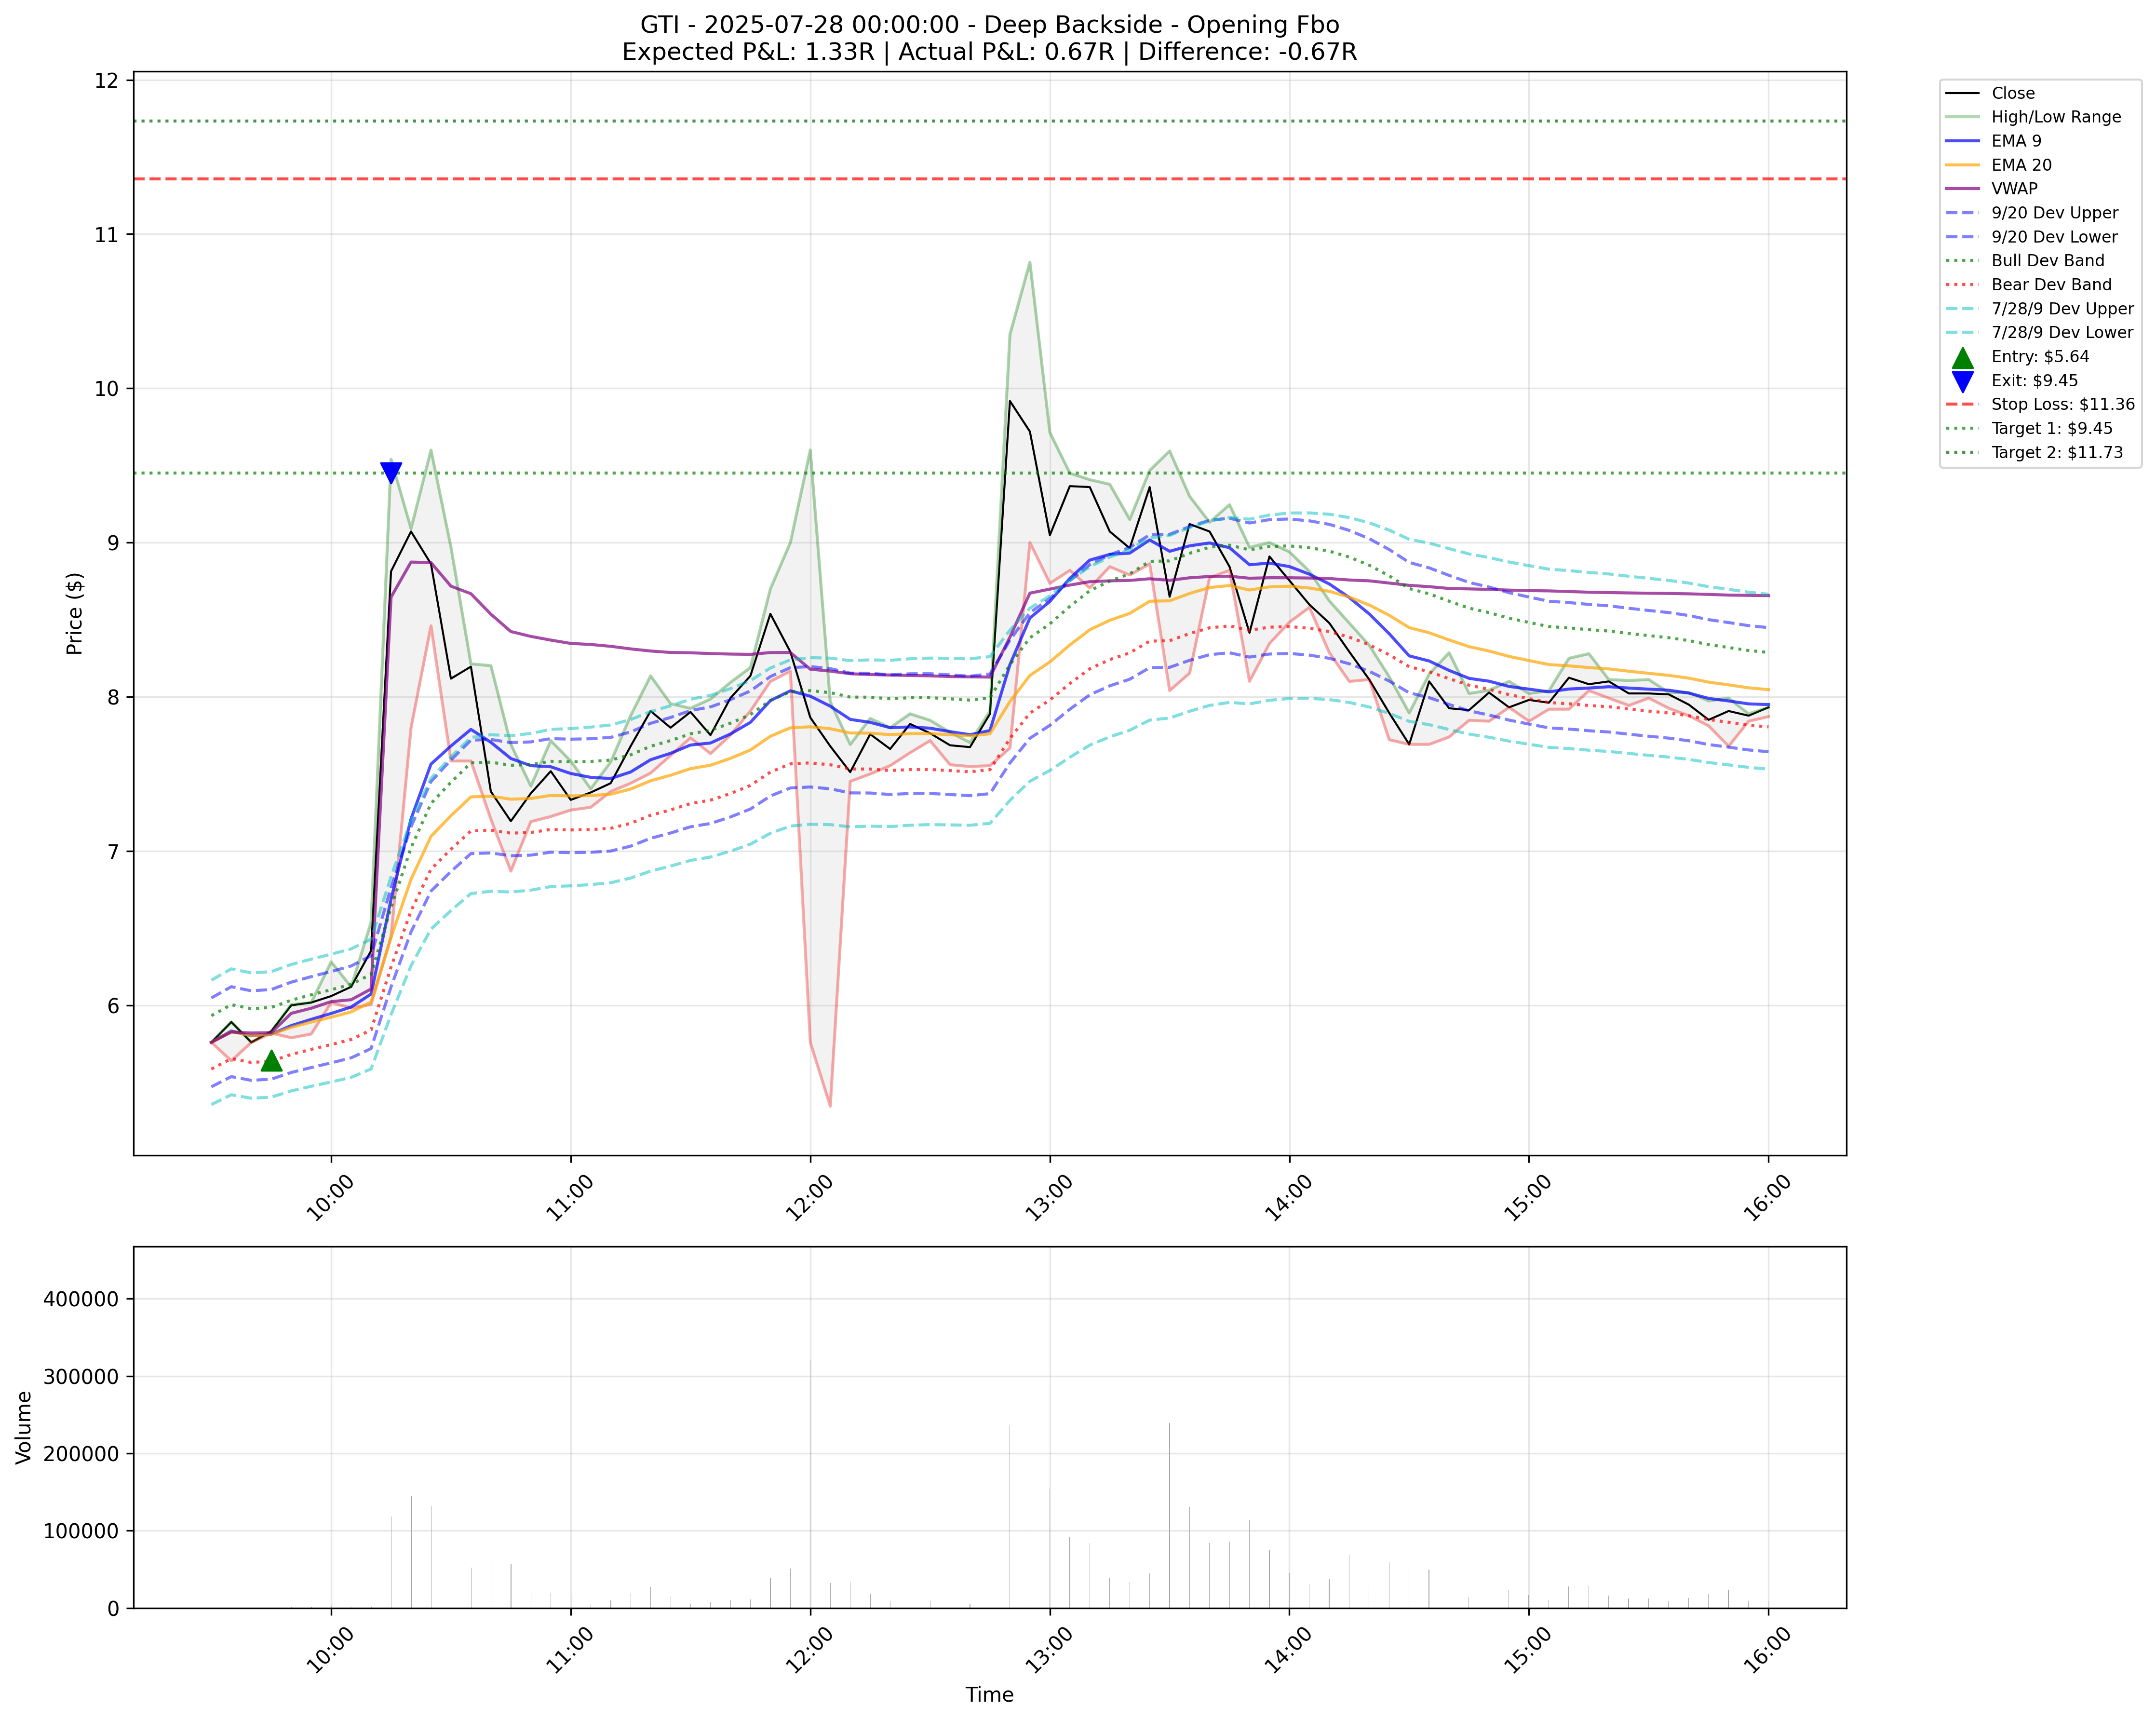 GTI - 2025-07-28 00:00:00 - Deep Backside - Opening Fbo
Expected P&L: 1.33R | Actual P&L: 0.67R | Difference: -0.67R
Price ($)
12
11
10
9
8
7
6
10:00
11:00
12:00
13:00
14:00
15:00
16:00
Close
High/Low Range
EMA 9
EMA 20
VWAP
9/20 Dev Upper
9/20 Dev Lower
Bull Dev Band
Bear Dev Band
7/28/9 Dev Upper
7/28/9 Dev Lower
Entry: $5.64
Exit: $9.45
Stop Loss: $11.36
Target 1: $9.45
Target 2: $11.73
Volume
400000
300000
200000
100000
0
10:00
11:00
12:00
13:00
14:00
15:00
16:00
Time